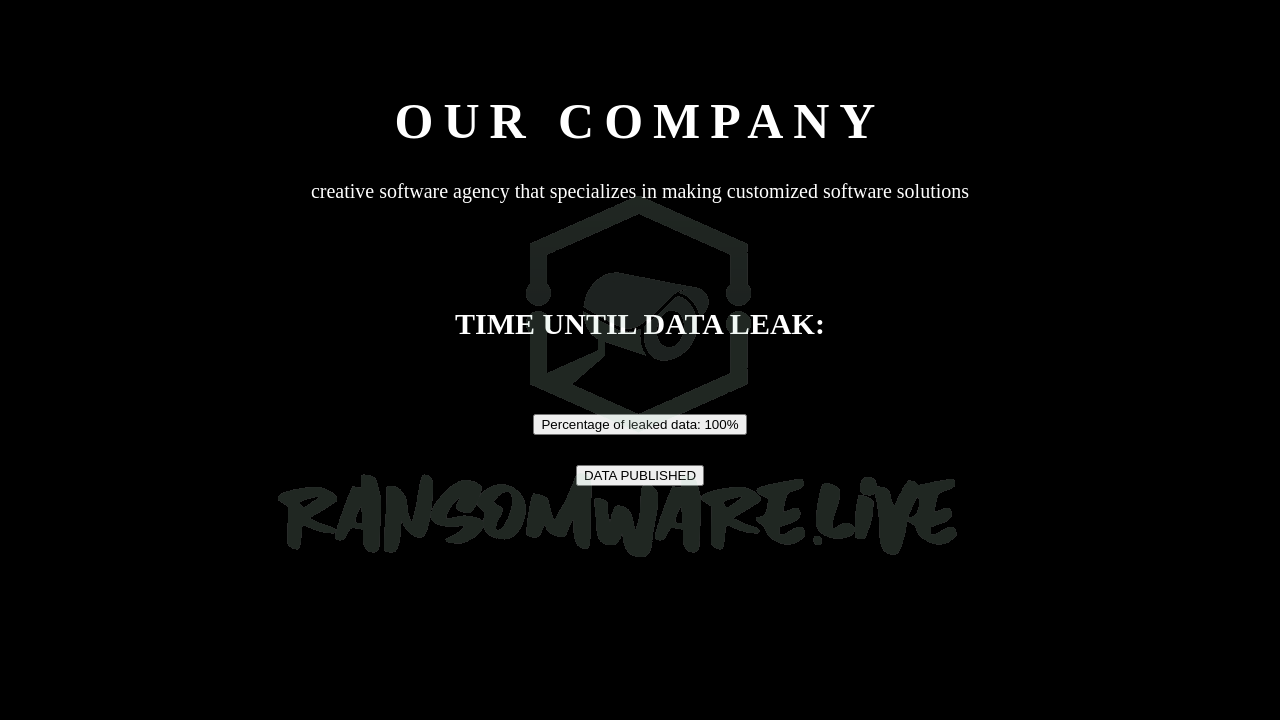 OUR COMPANY
creative software agency that specializes in making customized software solutions
TIME UNTIL DATA LEAK:
Percentage of leaked data: 100%
DATA PUBLISHED
RANSOMWARE.LIVE